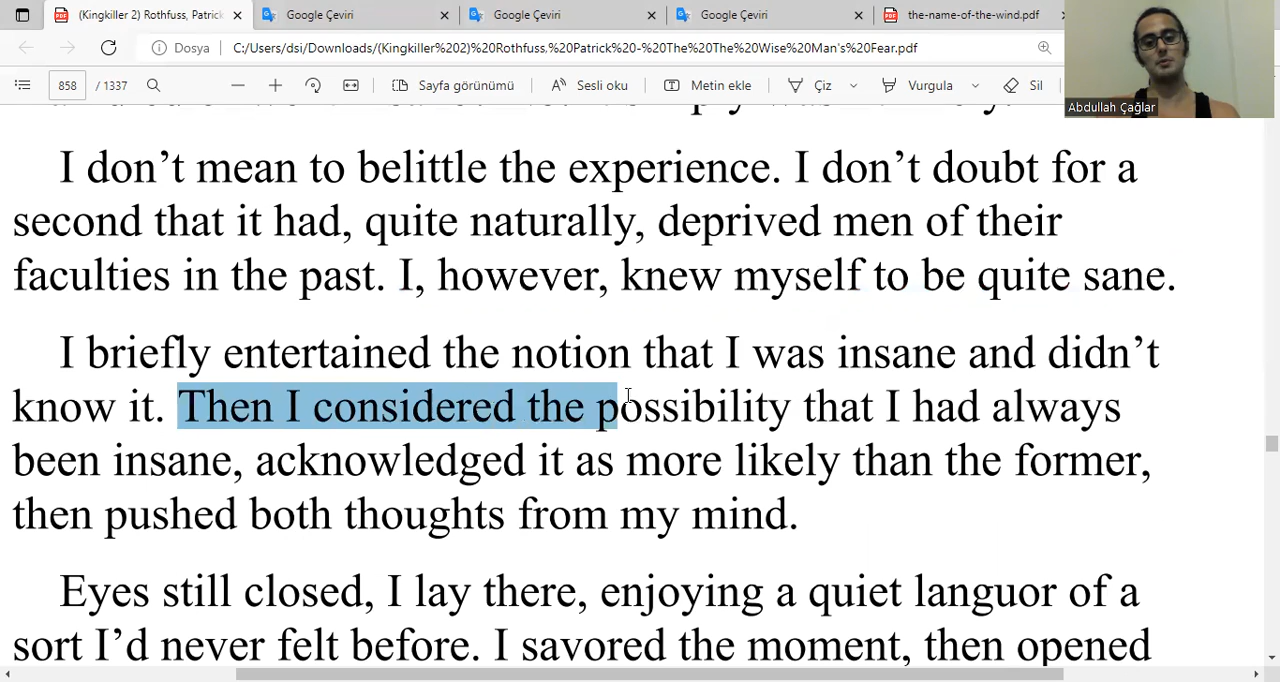 (Kingkiller 2) Rothfuss, Patrick
Google Çeviri
Google Çeviri
Google Çeviri
the-name-of-the-wind.pdf
Dosya
C:/Users/dsi/Downloads/(Kingkiller%202)%20Rothfuss,%20Patrick%20-%20The%20The%20Wise%20Man's%20Fear.pdf
858 / 1337
Sayfa görünümü
Sesli oku
Metin ekle
Çiz
Vurgula
Sil
Abdullah Çağlar
I don't mean to belittle the experience. I don't doubt for a
second that it had, quite naturally, deprived men of their
faculties in the past. I, however, knew myself to be quite sane.
I briefly entertained the notion that I was insane and didn't
know it. Then I considered the possibility that I had always
been insane, acknowledged it as more likely than the former,
then pushed both thoughts from my mind.
Eyes still closed, I lay there, enjoying a quiet languor of a
sort I'd never felt before. I savored the moment, then opened